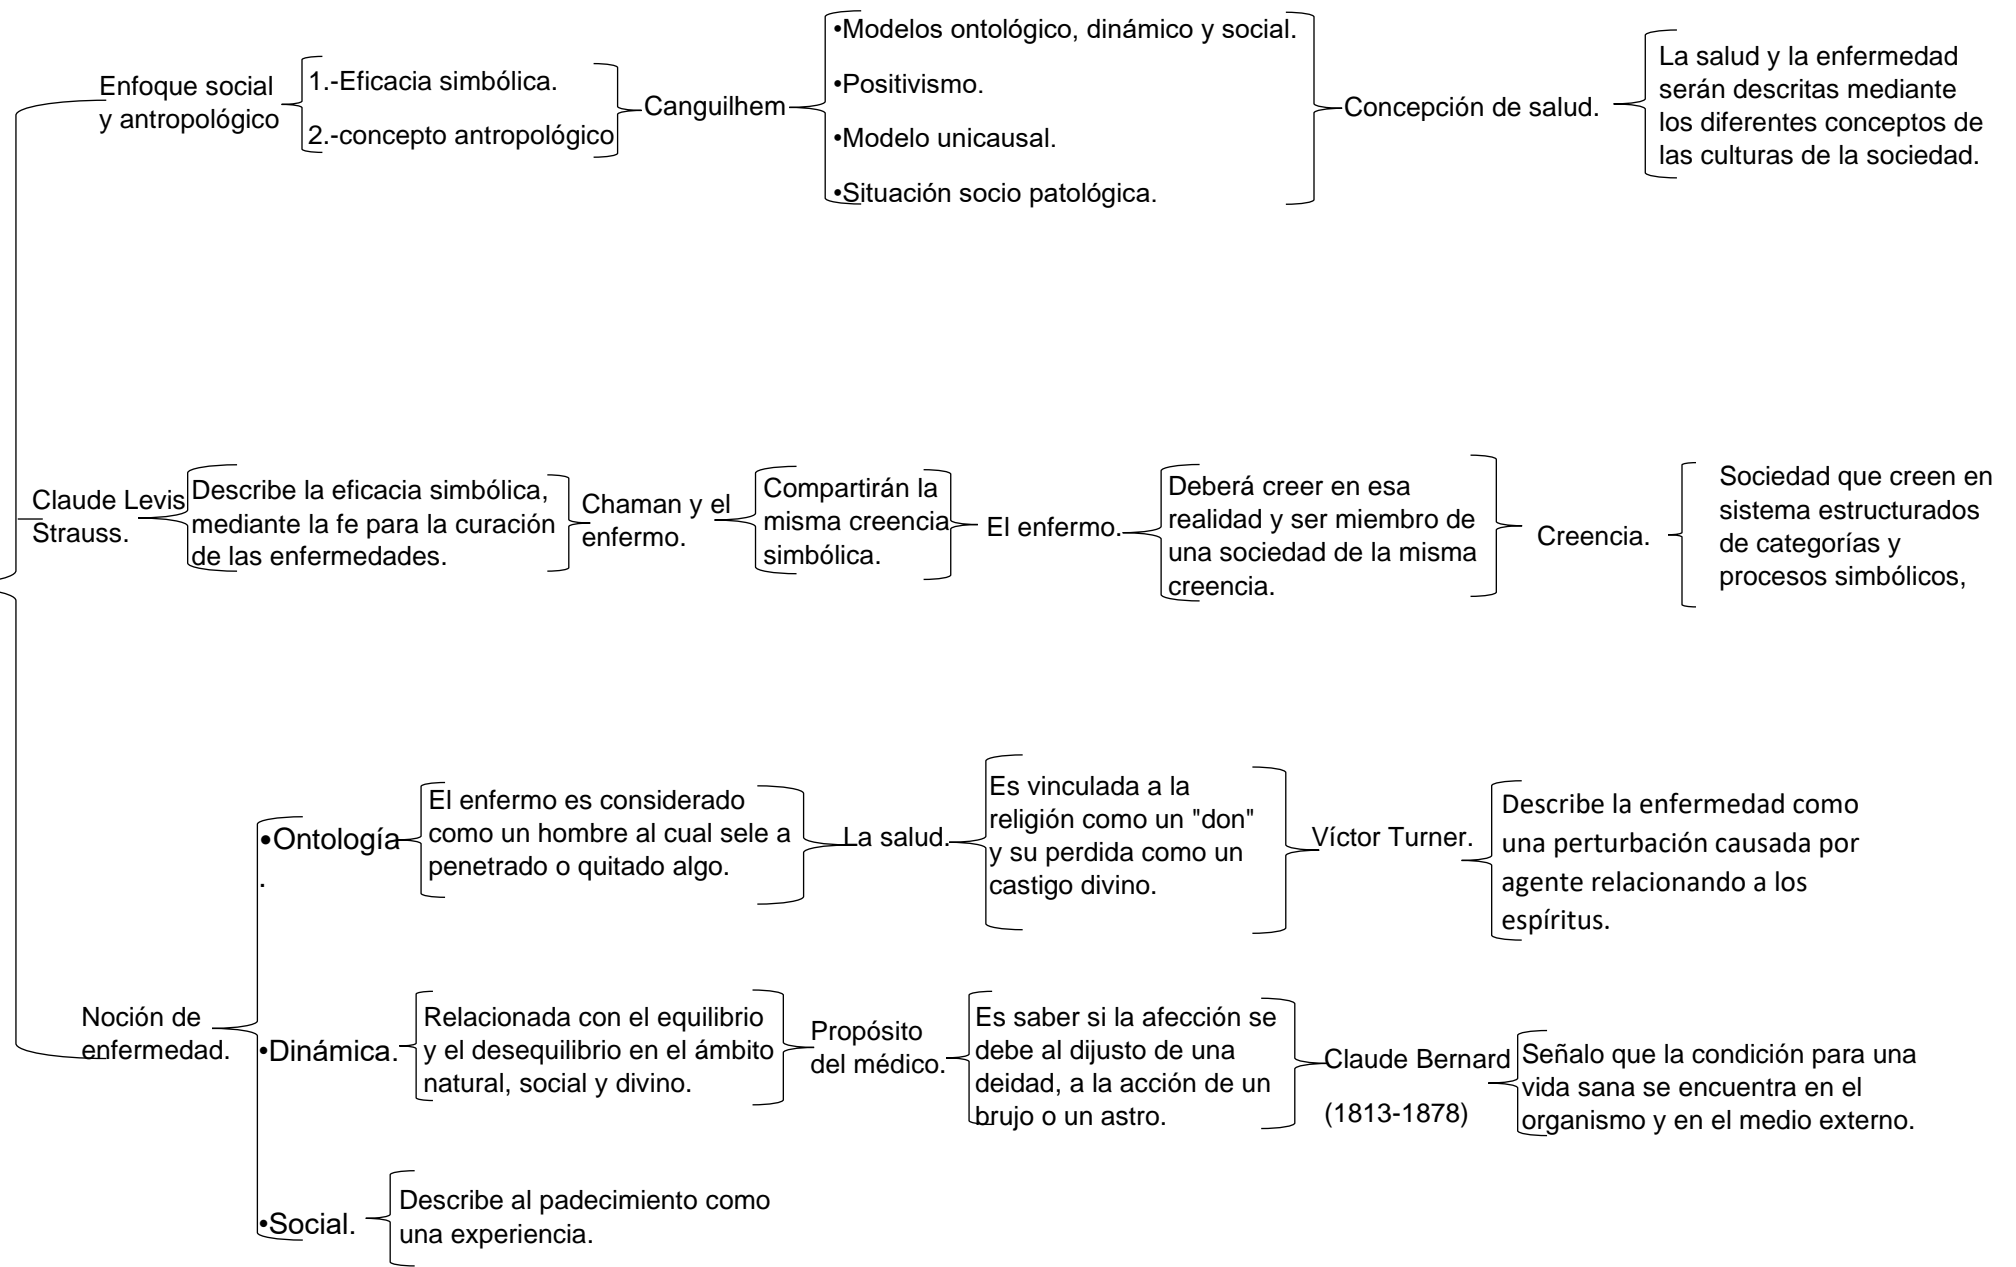 Enfoque social
y antropológico
1.-Eficacia simbólica.
2.-concepto antropológico
Canguilhem
•Modelos ontológico, dinámico y social.
•Positivismo.
•Modelo unicausal.
•Situación socio patológica.
Concepción de salud.
La salud y la enfermedad
serán descritas mediante
los diferentes conceptos de
las culturas de la sociedad.
Claude Levis
Strauss.
Describe la eficacia simbólica,
mediante la fe para la curación
de las enfermedades.
Chaman y el
enfermo.
Compartirán la
misma creencia
simbólica.
El enfermo.
Deberá creer en esa
realidad y ser miembro de
una sociedad de la misma
creencia.
Creencia.
Sociedad que creen en
sistema estructurados
de categorías y
procesos simbólicos,
Noción de
enfermedad.
•Ontología
.
El enfermo es considerado
como un hombre al cual sele a
penetrado o quitado algo.
La salud.
Es vinculada a la
religión como un "don"
y su perdida como un
castigo divino.
Víctor Turner.
Describe la enfermedad como
una perturbación causada por
agente relacionando a los
espíritus.
•Dinámica.
Relacionada con el equilibrio
y el desequilibrio en el ámbito
natural, social y divino.
Propósito
del médico.
Es saber si la afección se
debe al dijusto de una
deidad, a la acción de un
brujo o un astro.
Claude Bernard
(1813-1878)
Señalo que la condición para una
vida sana se encuentra en el
organismo y en el medio externo.
•Social.
Describe al padecimiento como
una experiencia.